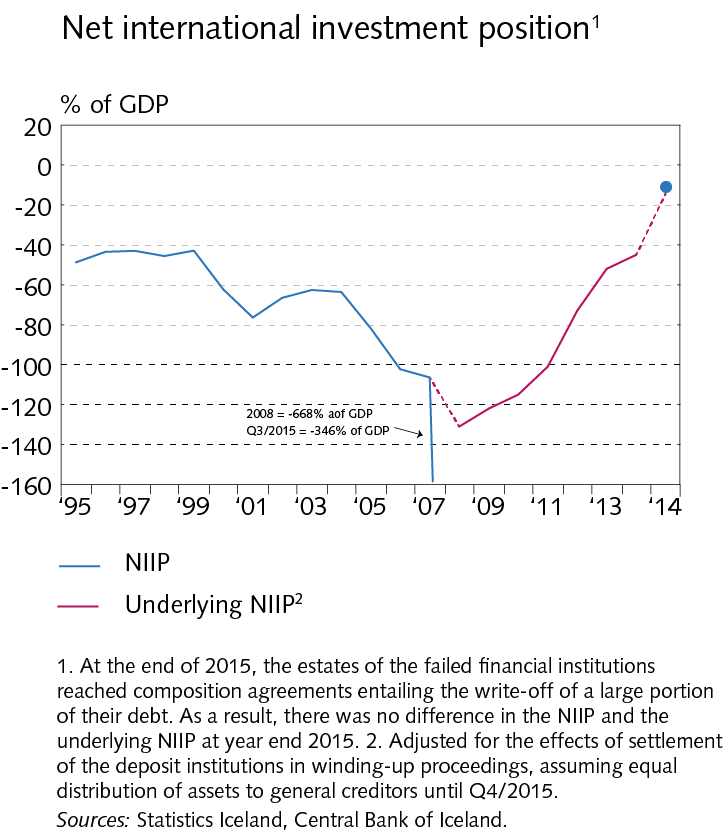 Net international investment position¹
% of GDP
20
0
-20
-40
-60
-80
-100
-120
-140
-160
2008 = -668% aof GDP
Q3/2015 = -346% of GDP
‘95 ‘97 ‘99 ‘01 ‘03 ‘05 ‘07 ‘09 ‘11 ‘13 ‘14
NIIP
Underlying NIIP²
1. At the end of 2015, the estates of the failed financial institutions
reached composition agreements entailing the write-off of a large portion
of their debt. As a result, there was no difference in the NIIP and the
underlying NIIP at year end 2015. 2. Adjusted for the effects of settlement
of the deposit institutions in winding-up proceedings, assuming equal
distribution of assets to general creditors until Q4/2015.
Sources: Statistics Iceland, Central Bank of Iceland.